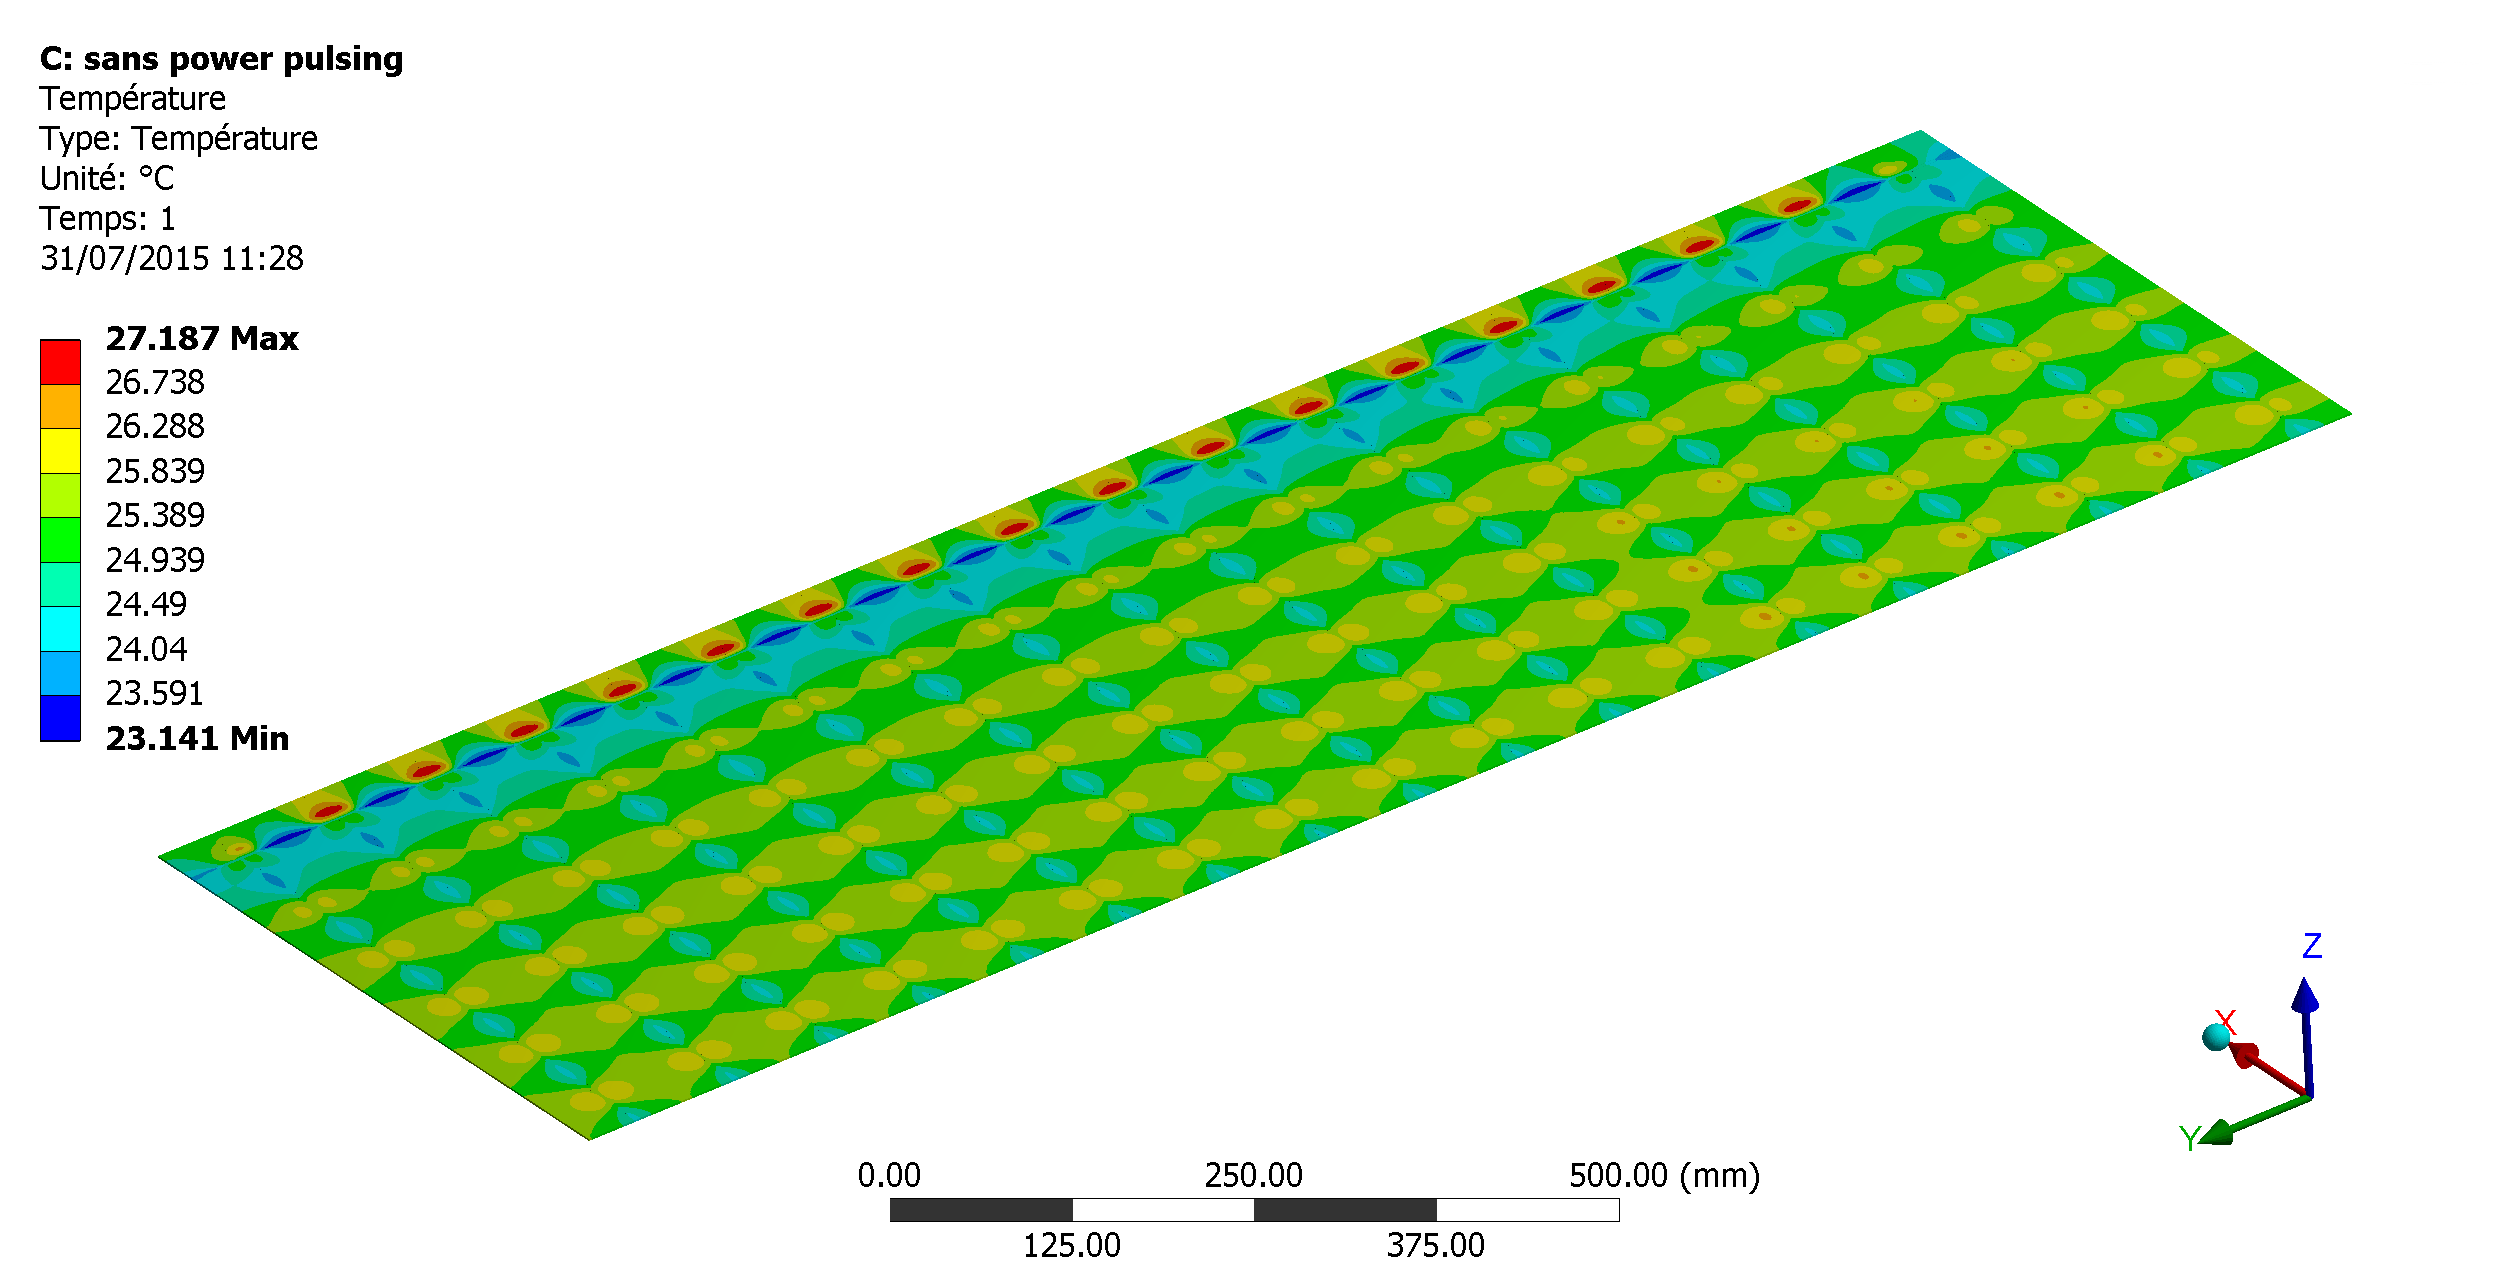 C: sans power pulsing
Température
Type: Température
Unité: °C
Temps: 1
31/07/2015 11:28
27.187 Max
26.738
26.288
25.839
25.389
24.939
24.49
24.04
23.591
23.141 Min
Z
X
Y
0.00 250.00 500.00 (mm)
125.00 375.00